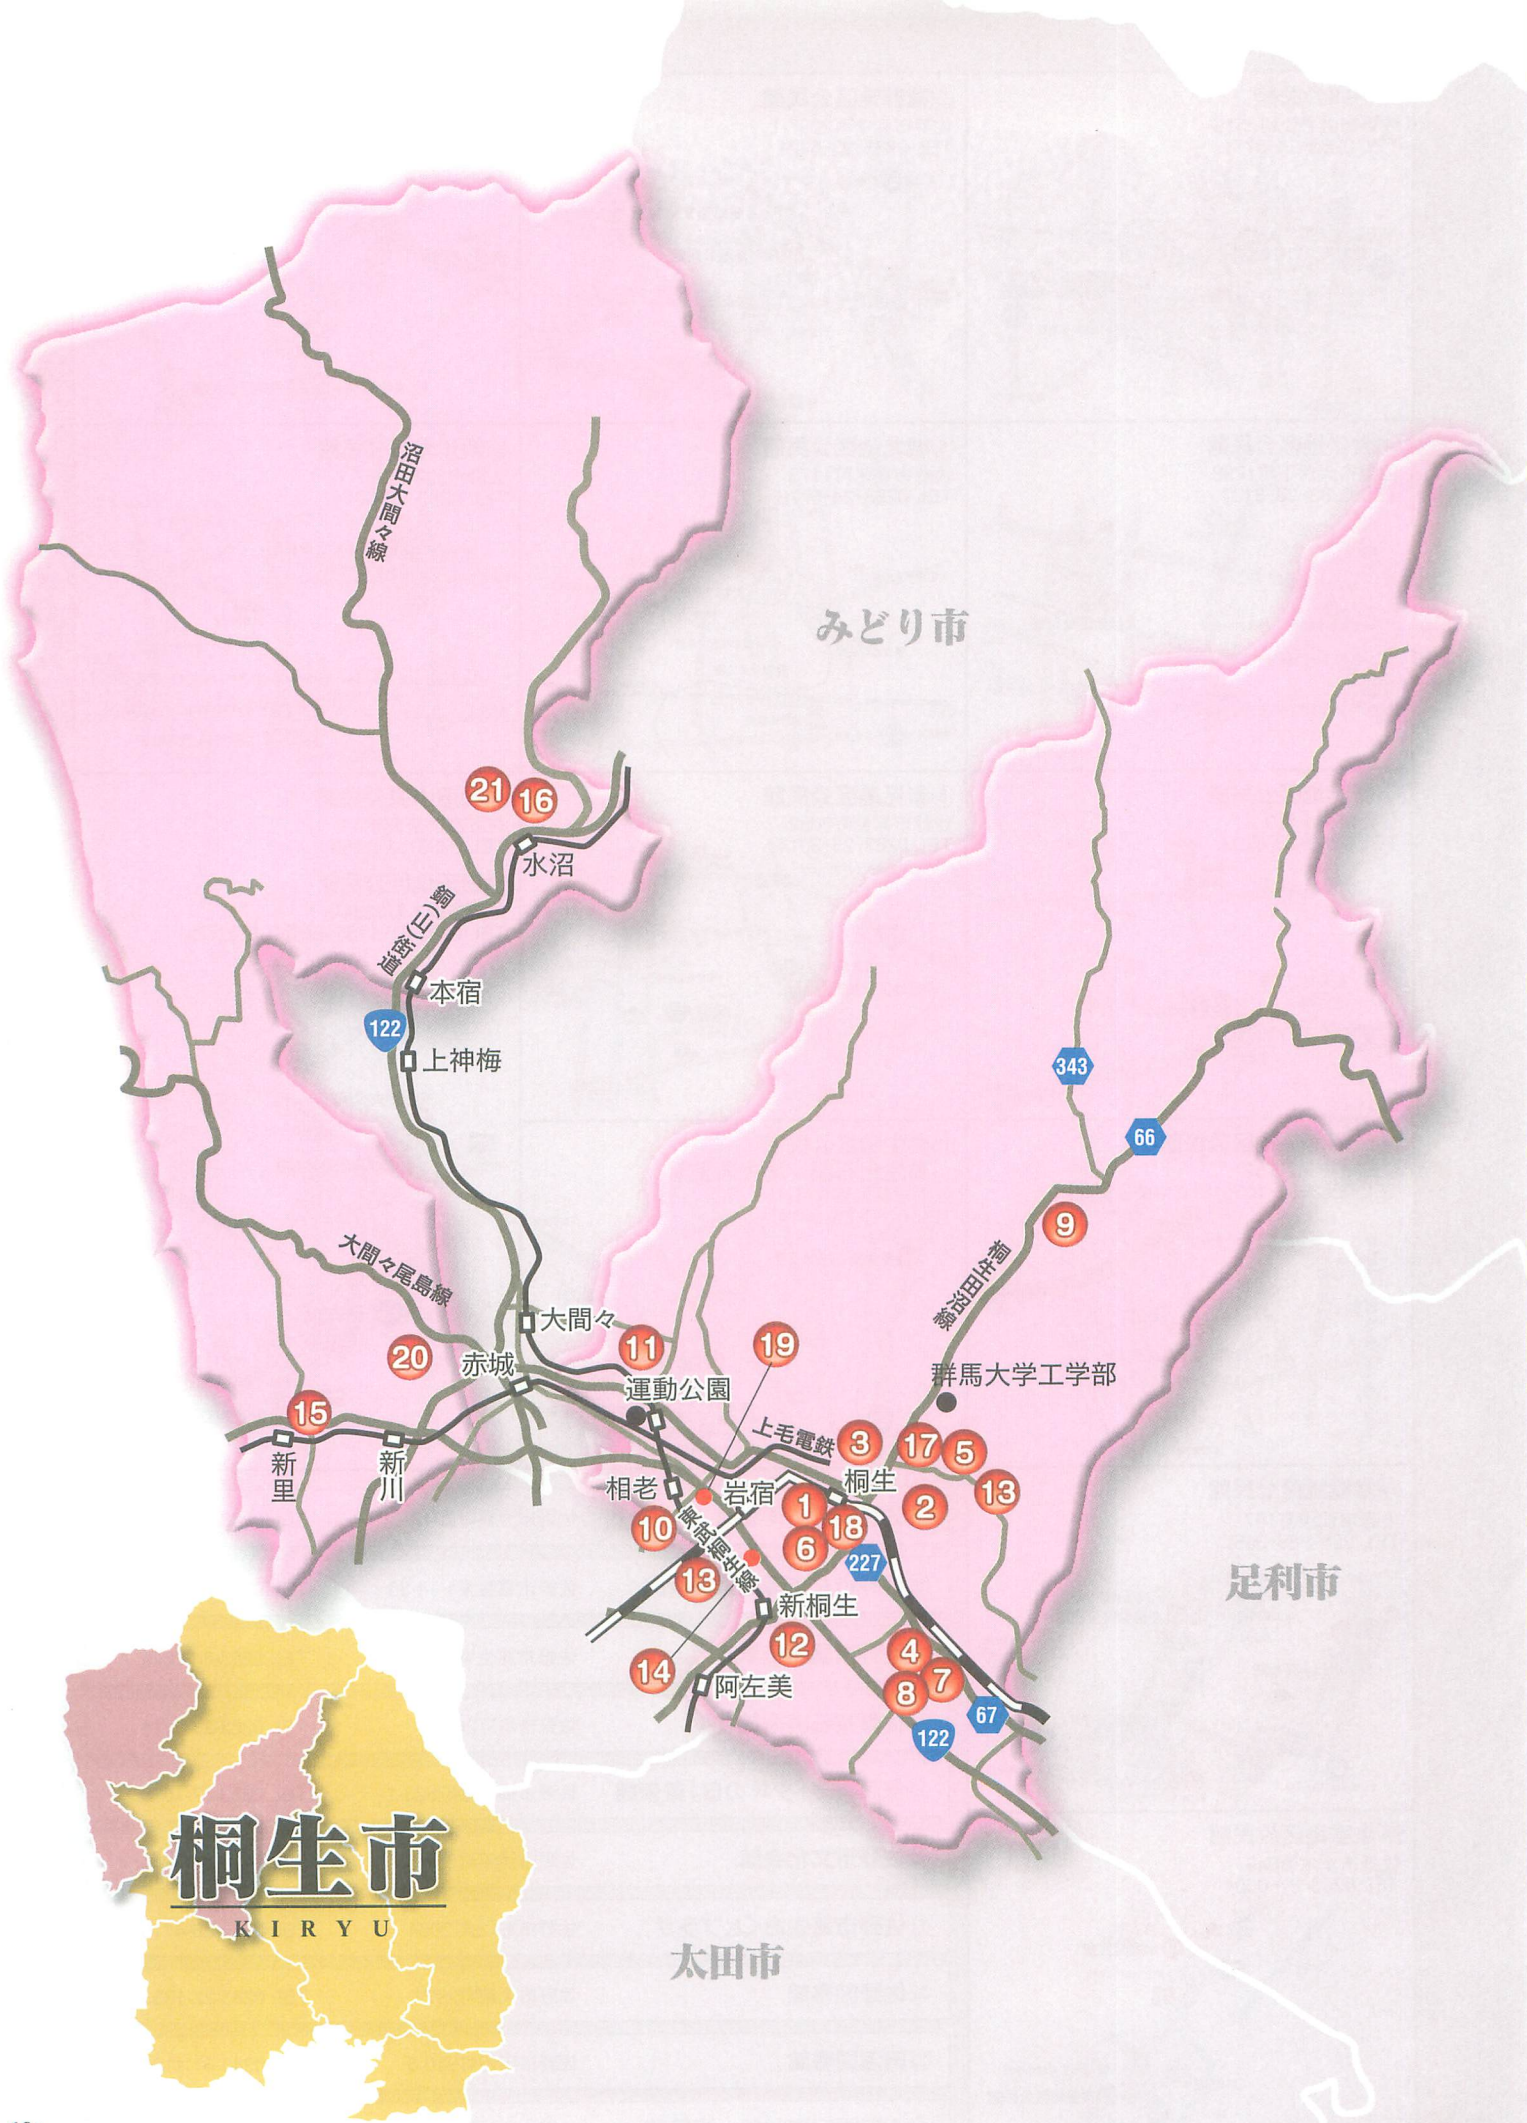 沼田大間々線
みどり市
21
16
水沼
銅(山)街道
本宿
122
上神梅
343
66
9
桐生田沼線
大間々尾島線
大間々
11
19
20
赤城
運動公園
群馬大学工学部
15
上毛電鉄
3
17
5
新里
新川
相老
岩宿
桐生
13
1
2
10
東武桐生線
18
6
227
13
足利市
新桐生
12
4
14
阿左美
7
8
67
122
桐生市
KIRYU
太田市